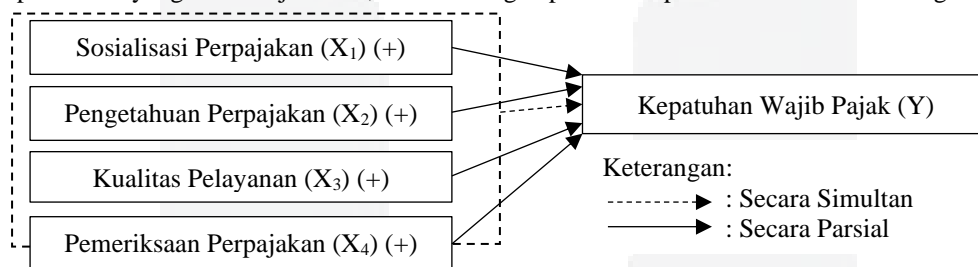 Sosialisasi Perpajakan (X₁) (+)
Pengetahuan Perpajakan (X₂) (+)
Kualitas Pelayanan (X₃) (+)
Pemeriksaan Perpajakan (X₄) (+)
Kepatuhan Wajib Pajak (Y)
Keterangan:
: Secara Simultan
: Secara Parsial